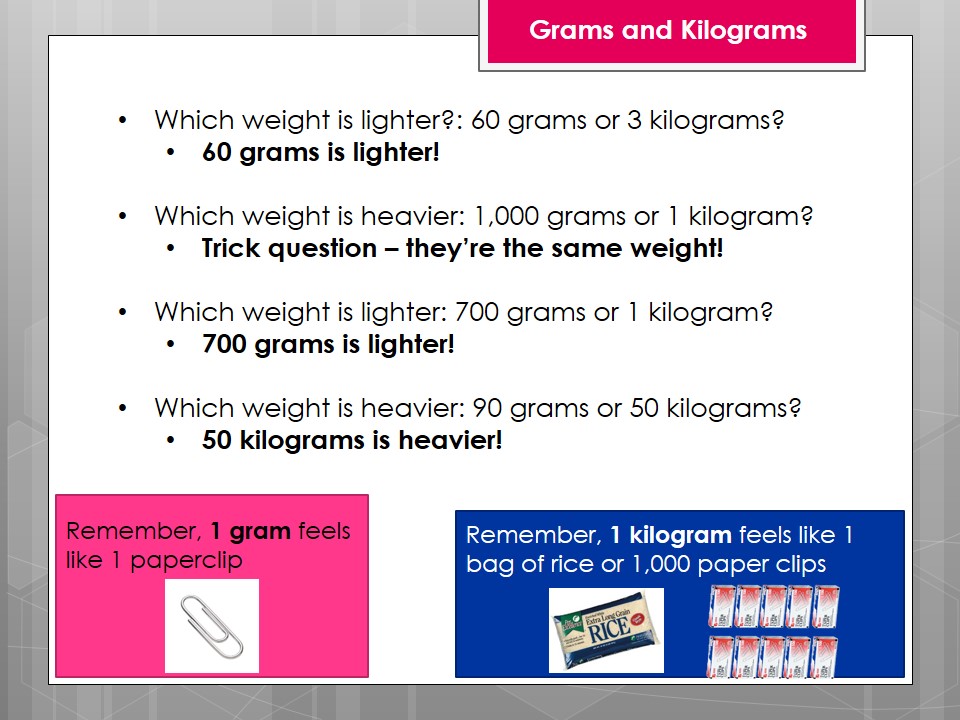 Grams and Kilograms
• Which weight is lighter?: 60 grams or 3 kilograms?
• 60 grams is lighter!
• Which weight is heavier: 1,000 grams or 1 kilogram?
• Trick question – they're the same weight!
• Which weight is lighter: 700 grams or 1 kilogram?
• 700 grams is lighter!
• Which weight is heavier: 90 grams or 50 kilograms?
• 50 kilograms is heavier!
Remember, 1 gram feels
like 1 paperclip
Remember, 1 kilogram feels like 1
bag of rice or 1,000 paper clips
Extra Long Grain
RICE